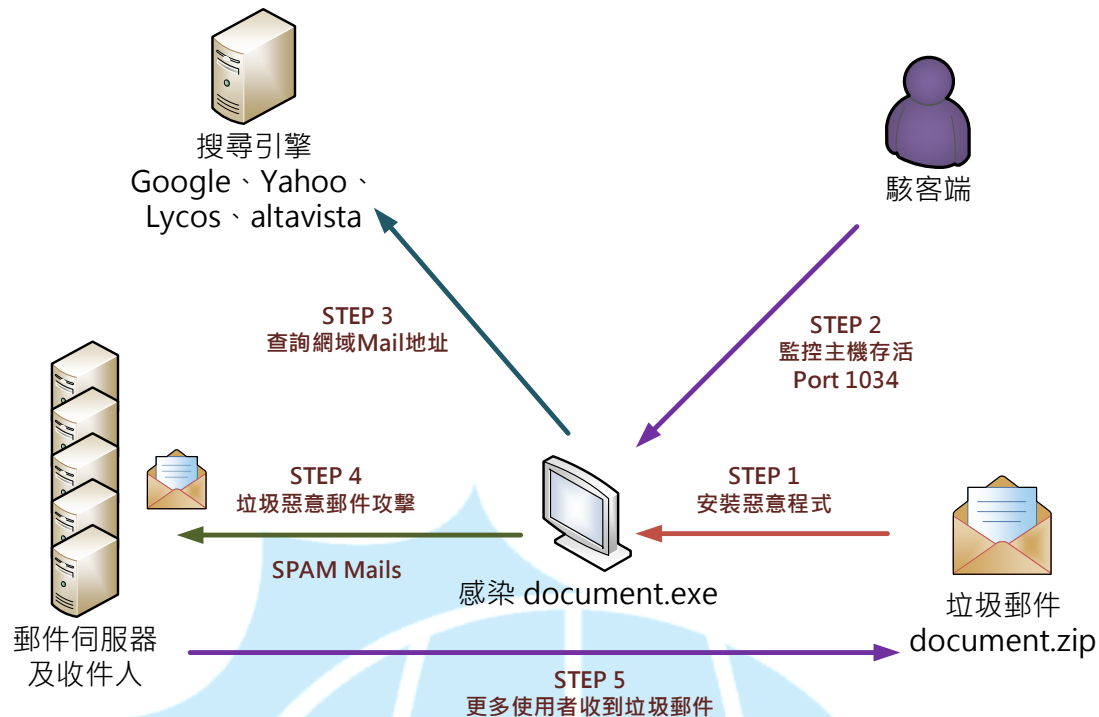 搜尋引擎
Google、Yahoo、
Lycos、altavista
駭客端
STEP 3
查詢網域Mail地址
STEP 2
監控主機存活
Port 1034
STEP 4
垃圾惡意郵件攻擊
SPAM Mails
STEP 1
安裝惡意程式
感染 document.exe
垃圾郵件
document.zip
郵件伺服器
及收件人
STEP 5
更多使用者收到垃圾郵件